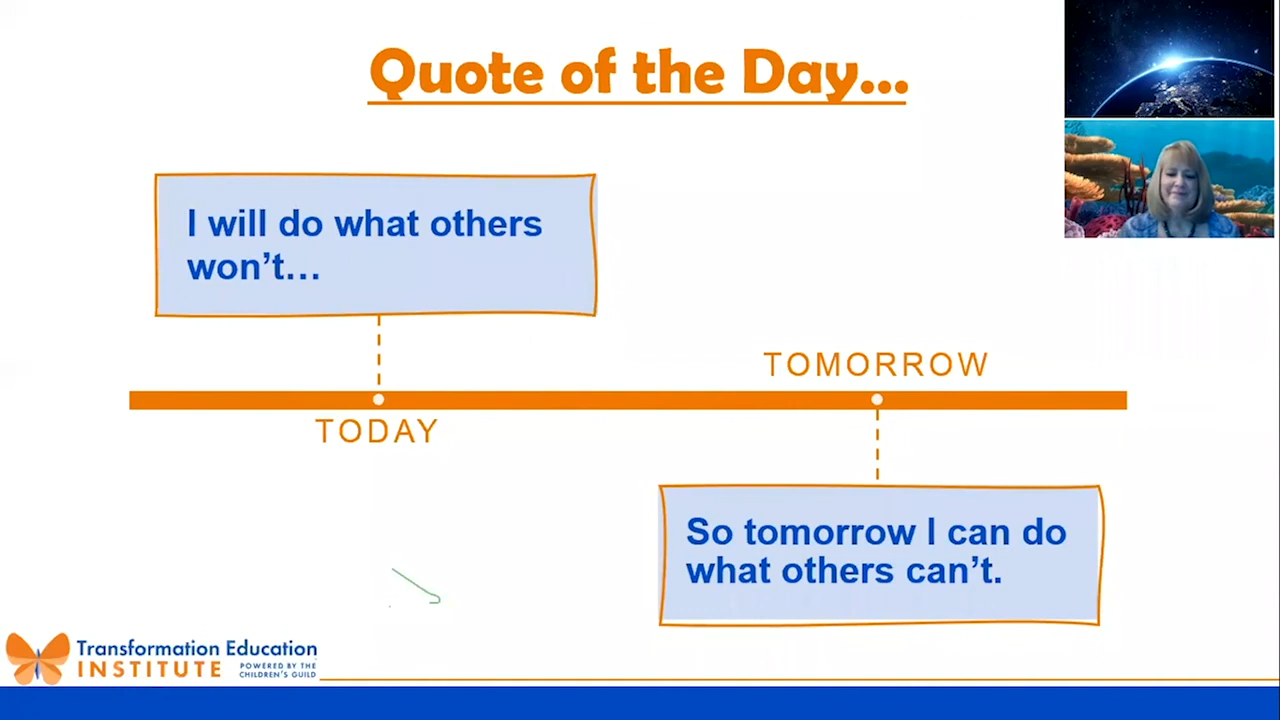 Quote of the Day...
I will do what others
won’t…
TOMORROW
TODAY
So tomorrow I can do
what others can’t.
Transformation Education
INSTITUTE
POWERED BY THE
CHILDREN’S GUILD